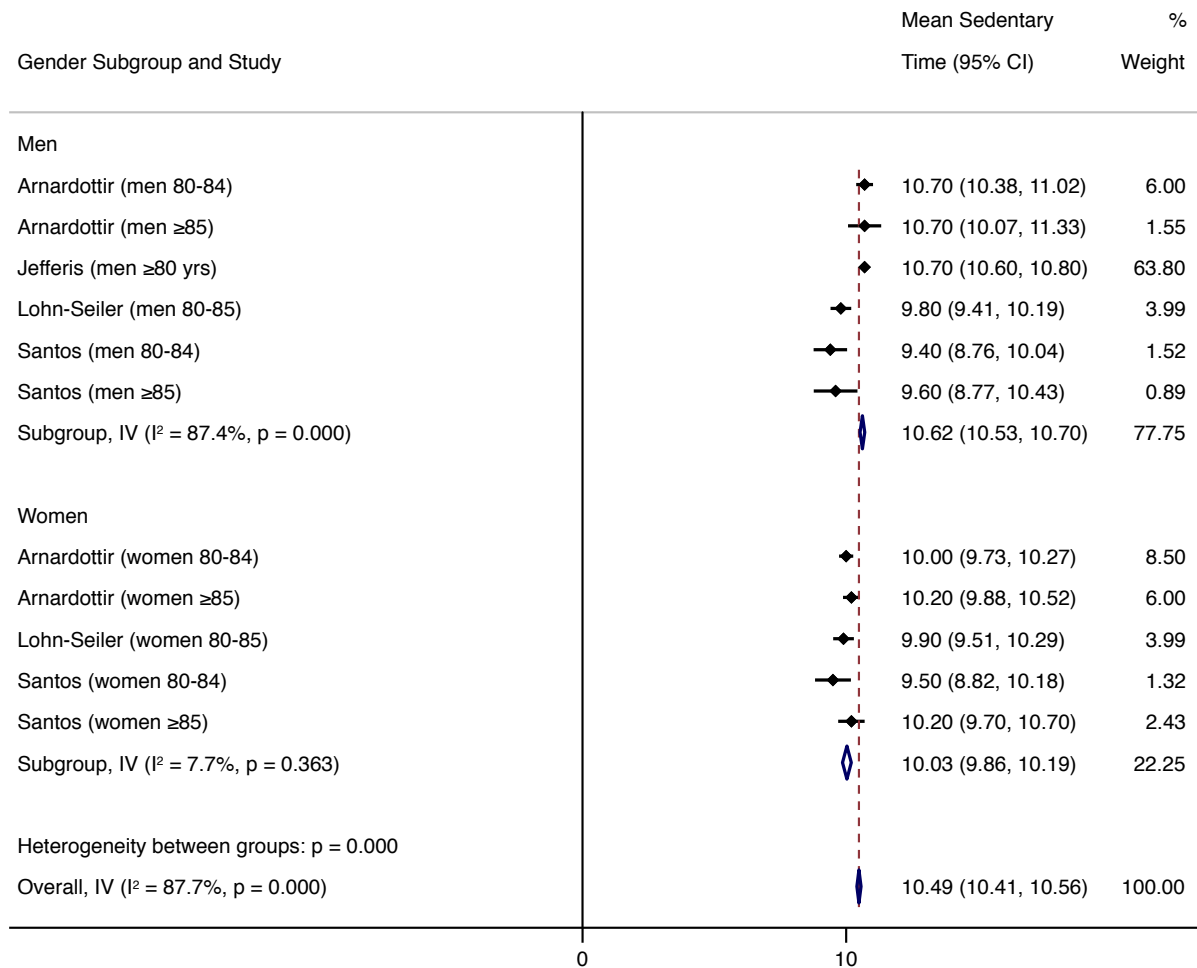 Mean Sedentary %
Gender Subgroup and Study Time (95% CI) Weight
Men
Arnardottir (men 80-84) 10.70 (10.38, 11.02) 6.00
Arnardottir (men ≥85) 10.70 (10.07, 11.33) 1.55
Jefferis (men ≥80 yrs) 10.70 (10.60, 10.80) 63.80
Lohn-Seiler (men 80-85) 9.80 (9.41, 10.19) 3.99
Santos (men 80-84) 9.40 (8.76, 10.04) 1.52
Santos (men ≥85) 9.60 (8.77, 10.43) 0.89
Subgroup, IV (I² = 87.4%, p = 0.000) 10.62 (10.53, 10.70) 77.75
Women
Arnardottir (women 80-84) 10.00 (9.73, 10.27) 8.50
Arnardottir (women ≥85) 10.20 (9.88, 10.52) 6.00
Lohn-Seiler (women 80-85) 9.90 (9.51, 10.29) 3.99
Santos (women 80-84) 9.50 (8.82, 10.18) 1.32
Santos (women ≥85) 10.20 (9.70, 10.70) 2.43
Subgroup, IV (I² = 7.7%, p = 0.363) 10.03 (9.86, 10.19) 22.25
Heterogeneity between groups: p = 0.000
Overall, IV (I² = 87.7%, p = 0.000) 10.49 (10.41, 10.56) 100.00
0 10